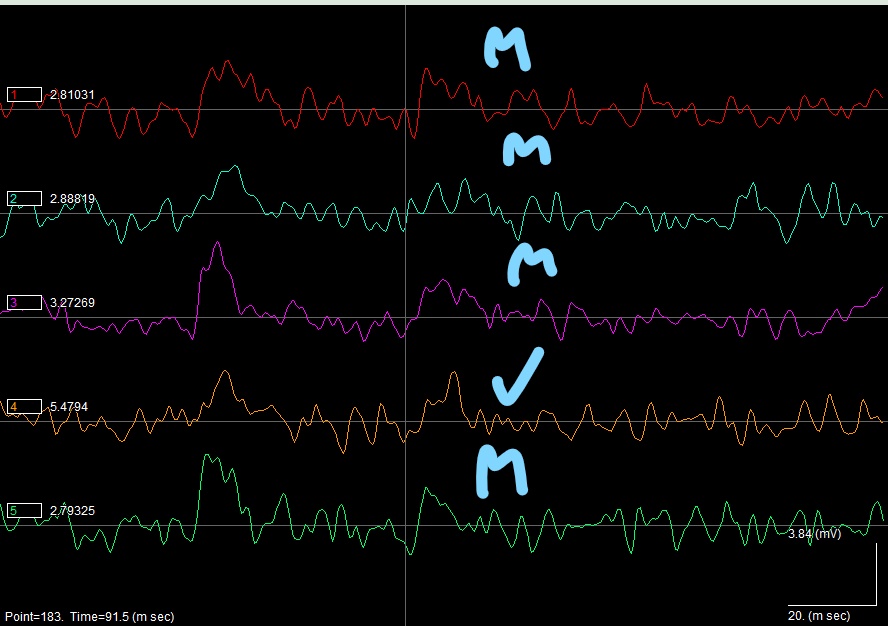 M
1 2.81031
M
2 2.88819
M
3 3.27269
4 5.4794
M
5 2.79325
3.84 (mV)
20. (m sec)
Point=183. Time=91.5 (m sec)